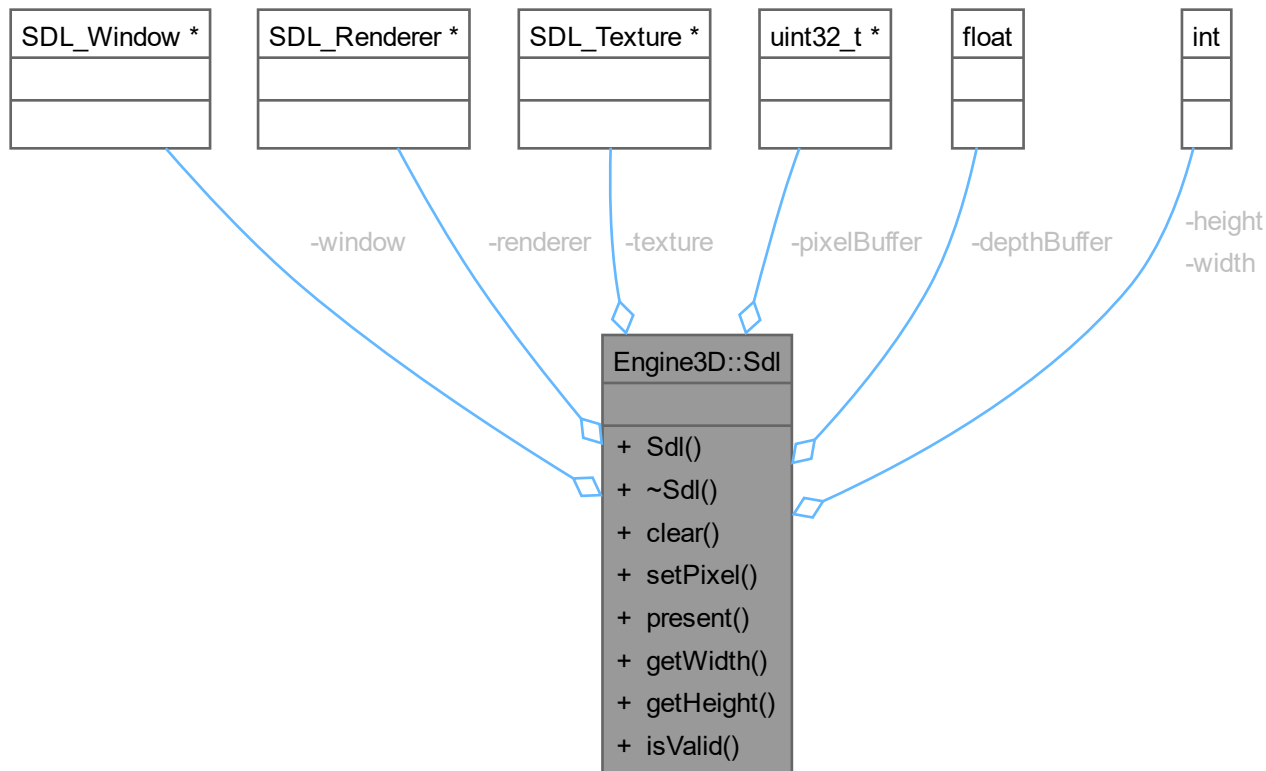 SDL_Window *
SDL_Renderer *
SDL_Texture *
uint32_t *
float
int
-height
-window
-renderer
-texture
-pixelBuffer
-depthBuffer
-width
Engine3D::Sdl
+ Sdl()
+ ~Sdl()
+ clear()
+ setPixel()
+ present()
+ getWidth()
+ getHeight()
+ isValid()